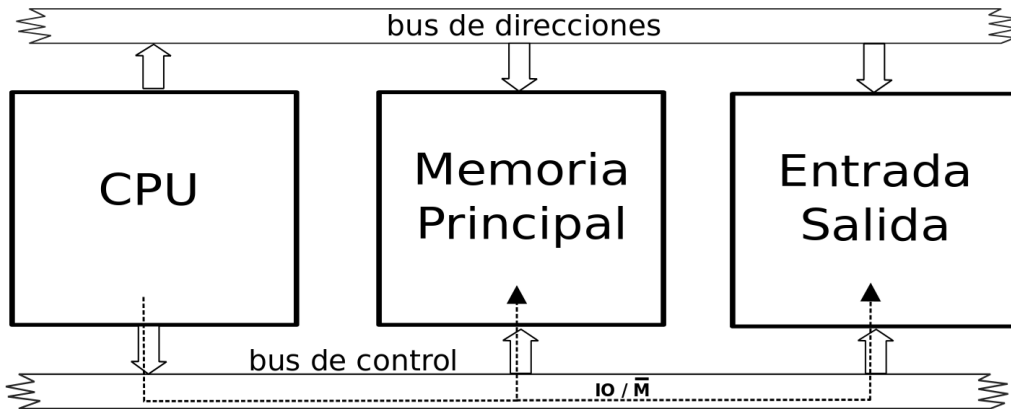 bus de direcciones
CPU
Memoria
Principal
Entrada
Salida
bus de control
IO / M̅